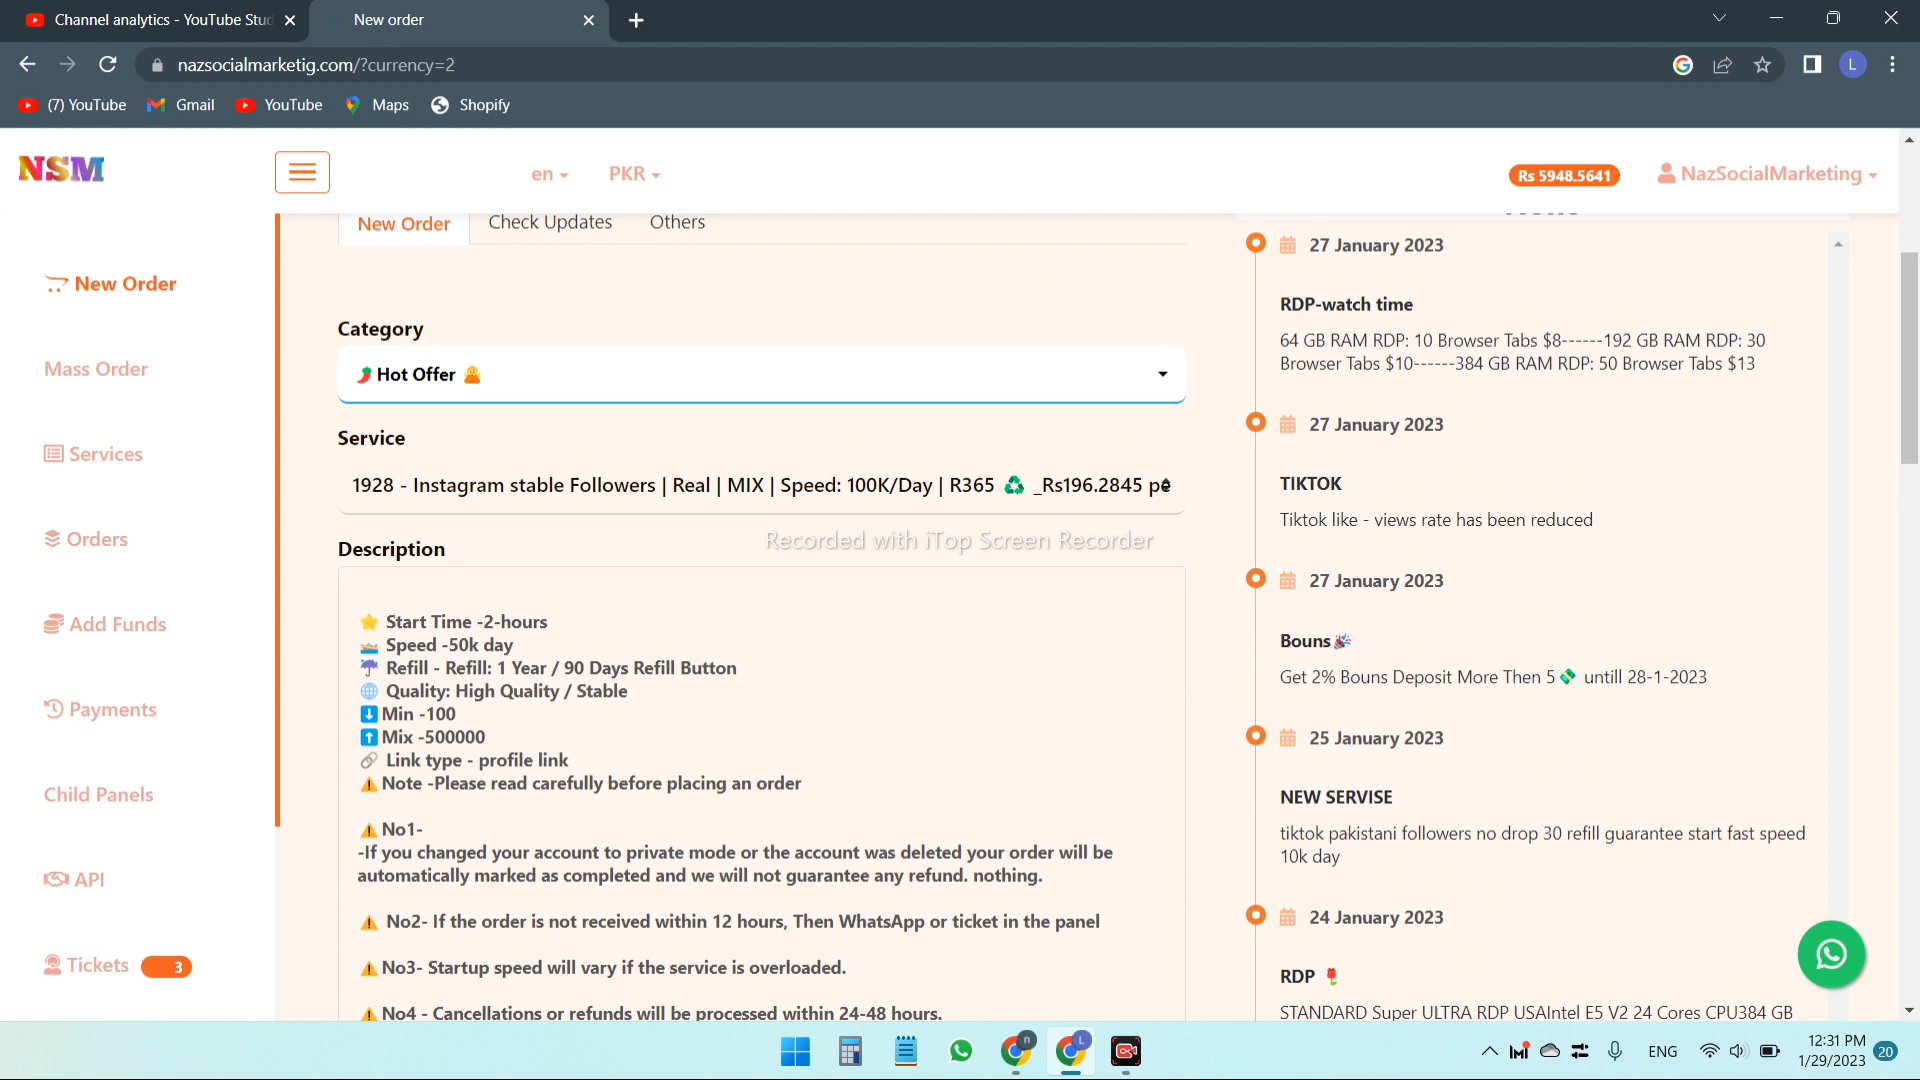 Channel analytics - YouTube Stud
New order
nazsocialmarketig.com/?currency=2
L
(7) YouTube
Gmail
YouTube
Maps
Shopify
NSM
en
PKR
Rs 5948.5641
NazSocialMarketing
New Order
Check Updates
Others
New Order
Mass Order
Services
Orders
Add Funds
Payments
Child Panels
API
Tickets 3
Category
Hot Offer
Service
1928 - Instagram stable Followers | Real | MIX | Speed: 100K/Day | R365 ♻️ _Rs196.2845 pe
Recorded with iTop Screen Recorder
Description
Start Time -2-hours
Speed -50k day
Refill - Refill: 1 Year / 90 Days Refill Button
Quality: High Quality / Stable
Min -100
Mix -500000
Link type - profile link
Note -Please read carefully before placing an order
No1-
-If you changed your account to private mode or the account was deleted your order will be
automatically marked as completed and we will not guarantee any refund. nothing.
No2- If the order is not received within 12 hours, Then WhatsApp or ticket in the panel
No3- Startup speed will vary if the service is overloaded.
No4 - Cancellations or refunds will be processed within 24-48 hours.
27 January 2023
RDP-watch time
64 GB RAM RDP: 10 Browser Tabs $8------192 GB RAM RDP: 30
Browser Tabs $10------384 GB RAM RDP: 50 Browser Tabs $13
27 January 2023
TIKTOK
Tiktok like - views rate has been reduced
27 January 2023
Bouns
Get 2% Bouns Deposit More Then 5 untill 28-1-2023
25 January 2023
NEW SERVISE
tiktok pakistani followers no drop 30 refill guarantee start fast speed
10k day
24 January 2023
RDP
STANDARD Super ULTRA RDP USAIntel E5 V2 24 Cores CPU384 GB
n
L
ENG
12:31 PM
1/29/2023
20